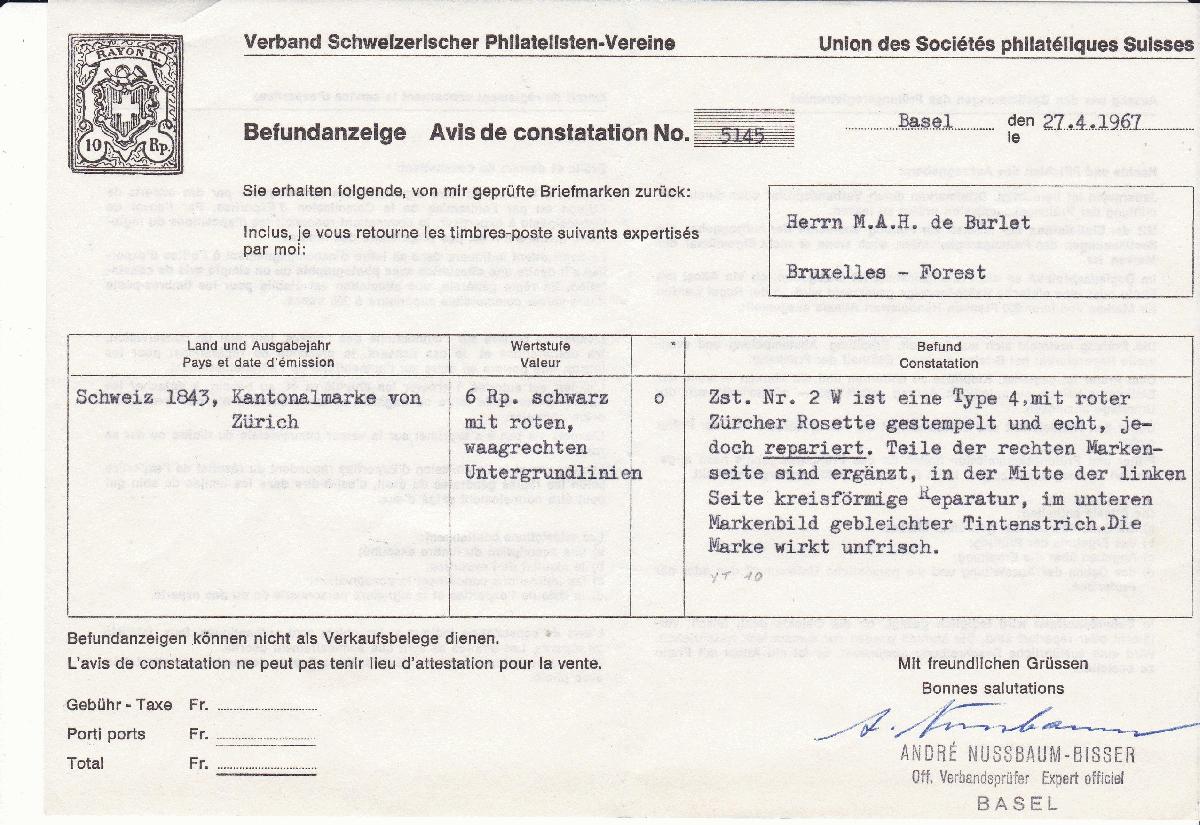 RAYON II.
10 Rp.
Verband Schweizerischer Philatelisten-Vereine
Union des Sociétés philatéliques Suisses
Befundanzeige Avis de constatation No. 5145
Basel den 27.4.1967
le
Sie erhalten folgende, von mir geprüfte Briefmarken zurück:
Inclus, je vous retourne les timbres-poste suivants expertisés
par moi:
Herrn M.A.H. de Burlet
Bruxelles - Forest
Land und Ausgabejahr
Pays et date d'émission
Wertstufe
Valeur
*
Befund
Constatation
Schweiz 1843, Kantonalmarke von
Zürich
6 Rp. schwarz
mit roten,
waagrechten
Untergrundlinien
o
Zst. Nr. 2 W ist eine Type 4,mit roter
Zürcher Rosette gestempelt und echt, je-
doch repariert. Teile der rechten Marken-
seite sind ergänzt, in der Mitte der linken
Seite kreisförmige Reparatur, im unteren
Markenbild gebleichter Tintenstrich.Die
Marke wirkt unfrisch.
YT 10
Befundanzeigen können nicht als Verkaufsbelege dienen.
L'avis de constatation ne peut pas tenir lieu d'attestation pour la vente.
Gebühr - Taxe Fr.
Porti ports Fr.
Total Fr.
Mit freundlichen Grüssen
Bonnes salutations
A. Nussbaum
ANDRÉ NUSSBAUM-BISSER
Off. Verbandsprüfer Expert officiel
BASEL